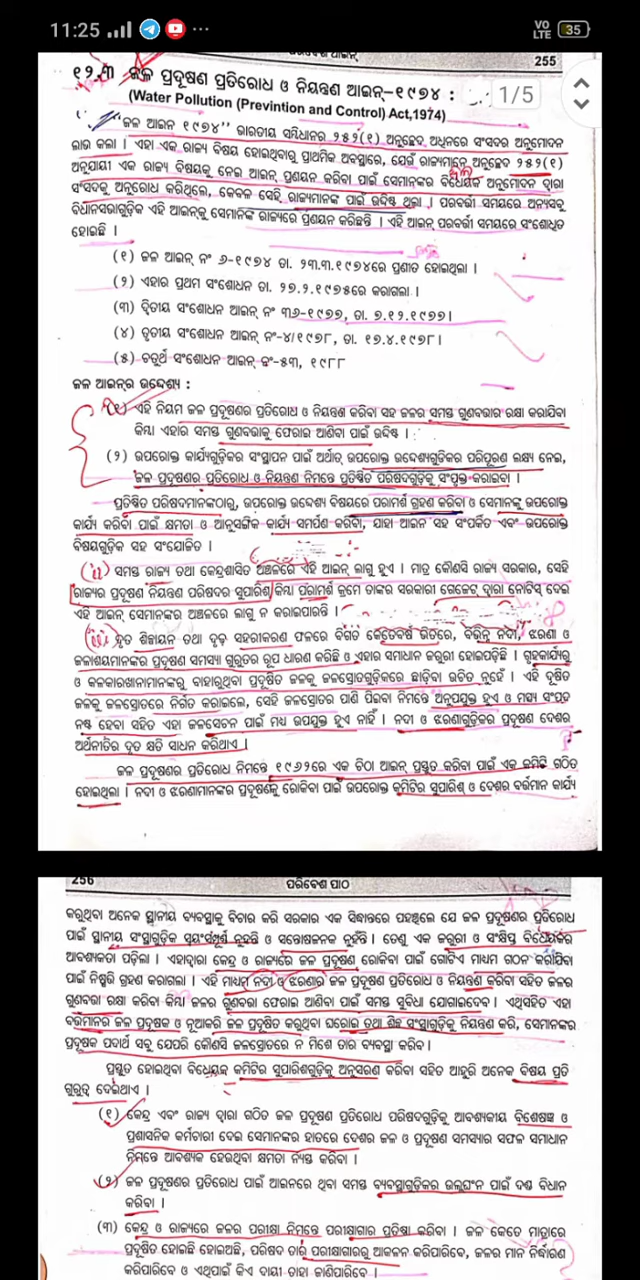 11:25
VO LTE 35
ପରିବେଶ ଆଇନ୍ 255
୧୨.୩ ଜଳ ପ୍ରଦୂଷଣ ପ୍ରତିରୋଧ ଓ ନିୟନ୍ତ୍ରଣ ଆଇନ୍-୧୯୭୪ : 1/5
(Water Pollution (Previntion and Control) Act,1974)
ଜଳ ଆଇନ ୧୯୭୪" ଭାରତୀୟ ସମ୍ବିଧାନର ୨୫୨(୧) ଅନୁଚ୍ଛେଦ ଅଧିନରେ ସଂସଦର ଅନୁମୋଦନ
ଲାଭ କଲା । ଏହା ଏକ ରାଜ୍ୟ ବିଷୟ ହୋଇଥିବାରୁ ପ୍ରାଥମିକ ଅବସ୍ଥାରେ, ଯେଉଁ ରାଜ୍ୟମାନେ ଅନୁଚ୍ଛେଦ ୨୫୨(୧)
ଅନୁଯାୟୀ ଏକ ରାଜ୍ୟ ବିଷୟକୁ ନେଇ ଆଇନ୍ ପ୍ରଣୟନ କରିବା ପାଇଁ ସେମାନଙ୍କର ବିଧେୟକ ଅନୁମୋଦନ ଦ୍ୱାରା
ସଂସଦକୁ ଅନୁରୋଧ କରିଥିଲେ, କେବଳ ସେହି ରାଜ୍ୟମାନଙ୍କ ପାଇଁ ଉଦ୍ଦିଷ୍ଟ ଥିଲା । ପରବର୍ତ୍ତୀ ସମୟରେ ଅନ୍ୟସବୁ
ବିଧାନସଭାଗୁଡ଼ିକ ଏହି ଆଇନ୍‌କୁ ସେମାନଙ୍କ ରାଜ୍ୟରେ ପ୍ରଣୟନ କରିଛନ୍ତି । ଏହି ଆଇନ୍ ପରବର୍ତ୍ତୀ ସମୟରେ ସଂଶୋଧିତ
ହୋଇଛି ।
(୧) ଜଳ ଆଇନ୍ ନଂ ୬-୧୯୭୪ ତା. ୨୩.୩.୧୯୭୪ରେ ପ୍ରଣୀତ ହୋଇଥିଲା ।
(୨) ଏହାର ପ୍ରଥମ ସଂଶୋଧନ ତା. ୨୭.୨.୧୯୭୫ରେ କରାଗଲା ।
(୩) ଦ୍ୱିତୀୟ ସଂଶୋଧନ ଆଇନ୍ ନଂ ୩୬-୧୯୭୭, ତା. ୭.୧୨.୧୯୭୭।
(୪) ତୃତୀୟ ସଂଶୋଧନ ଆଇନ୍ ନଂ-୪/୧୯୭୮, ତା. ୧୭.୪.୧୯୭୮।
(୫) ଚତୁର୍ଥ ସଂଶୋଧନ ଆଇନ୍ ନଂ-୫୩, ୧୯୮୮
ଜଳ ଆଇନ୍‌ର ଉଦ୍ଦେଶ୍ୟ :
(୧) ଏହି ନିୟମ ଜଳ ପ୍ରଦୂଷଣର ପ୍ରତିରୋଧ ଓ ନିୟନ୍ତ୍ରଣ କରିବା ସହ ଜଳର ସମସ୍ତ ଗୁଣବତ୍ତାର ରକ୍ଷା କରାଯିବା
କିମ୍ବା ଏହାର ସମସ୍ତ ଗୁଣବତ୍ତାକୁ ଫେରାଇ ଆଣିବା ପାଇଁ ଉଦ୍ଦିଷ୍ଟ ।
(୨) ଉପରୋକ୍ତ କାର୍ଯ୍ୟଗୁଡ଼ିକର ସଂସ୍ଥାପନ ପାଇଁ ଅର୍ଥାତ୍ ଉପରୋକ୍ତ ଉଦ୍ଦେଶ୍ୟଗୁଡ଼ିକର ପରିପୂରଣ ଲକ୍ଷ୍ୟ ନେଇ,
ଜଳ ପ୍ରଦୂଷଣର ପ୍ରତିରୋଧ ଓ ନିୟନ୍ତ୍ରଣ ନିମନ୍ତେ ପ୍ରତିଷ୍ଠିତ ପରିଷଦଗୁଡ଼ିକୁ ସଂପୃକ୍ତ କରାଇବା ।
ପ୍ରତିଷ୍ଠିତ ପରିଷଦମାନଙ୍କଠାରୁ, ଉପରୋକ୍ତ ଉଦ୍ଦେଶ୍ୟ ବିଷୟରେ ପରାମର୍ଶ ଗ୍ରହଣ କରିବା ଓ ସେମାନଙ୍କୁ ଉପରୋକ୍ତ
କାର୍ଯ୍ୟ କରିବା ପାଇଁ କ୍ଷମତା ଓ ଆନୁସଙ୍ଗିକ କାର୍ଯ୍ୟ ସମର୍ପଣ କରିବା, ଯାହା ଆଇନ ସହ ସଂପର୍କିତ ଏବଂ ଉପରୋକ୍ତ
ବିଷୟଗୁଡ଼ିକ ସହ ସଂଯୋଜିତ ।
(ii) ସମସ୍ତ ରାଜ୍ୟ ତଥା କେନ୍ଦ୍ରଶାସିତ ଅଞ୍ଚଳରେ ଏହି ଆଇନ୍ ଲାଗୁ ହୁଏ । ମାତ୍ର କୌଣସି ରାଜ୍ୟ ସରକାର, ସେହି
ରାଜ୍ୟର ପ୍ରଦୂଷଣ ନିୟନ୍ତ୍ରଣ ପରିଷଦର ସୁପାରିଶ କିମ୍ବା ପରାମର୍ଶ କ୍ରମେ ତାଙ୍କର ସରକାରୀ ଗେଜେଟ୍ ଦ୍ୱାରା ନୋଟିସ୍ ଦେଇ
ଏହି ଆଇନ୍ ସେମାନଙ୍କର ଅଞ୍ଚଳରେ ଲାଗୁ ନ କରାଇପାରନ୍ତି ।
(iii) ଦୃତ ଶିଳ୍ପାୟନ ତଥା ଦୃଢ଼ ସହରୀକରଣ ଫଳରେ ବିଗତ କେତେବର୍ଷ ଭିତରେ, ବିଭିନ୍ନ ନଦୀ, ଝରଣା ଓ
ଜଳାଶୟମାନଙ୍କର ପ୍ରଦୂଷଣ ସମସ୍ୟା ଗୁରୁତର ରୂପ ଧାରଣ କରିଛି ଓ ଏହାର ସମାଧାନ ଜରୁରୀ ହୋଇପଡ଼ିଛି । ଗୃହକାର୍ଯ୍ୟରୁ
ଓ କଳକାରଖାନାମାନଙ୍କରୁ ବାହାରୁଥିବା ପ୍ରଦୂଷିତ ଜଳକୁ ଜଳସ୍ରୋତଗୁଡ଼ିକରେ ଛାଡ଼ିବା ଉଚିତ ନୁହେଁ । ଏହି ଦୂଷିତ
ଜଳକୁ ଜଳସ୍ରୋତରେ ନିର୍ଗତ କରାଇଲେ, ସେହି ଜଳସ୍ରୋତର ପାଣି ପିଇବା ନିମନ୍ତେ ଅନୁପଯୁକ୍ତ ହୁଏ ଓ ମତ୍ସ୍ୟ ସଂପଦ
ନଷ୍ଟ ହେବା ସହିତ ଏହା ଜଳସେଚନ ପାଇଁ ମଧ୍ୟ ଉପଯୁକ୍ତ ହୁଏ ନାହିଁ । ନଦୀ ଓ ଝରଣାଗୁଡ଼ିକର ପ୍ରଦୂଷଣ ଦେଶର
ଅର୍ଥନୀତିର ଦୃତ କ୍ଷତି ସାଧନ କରିଥାଏ ।
ଜଳ ପ୍ରଦୂଷଣର ପ୍ରତିରୋଧ ନିମନ୍ତେ ୧୯୬୨ରେ ଏକ ଚିଠା ଆଇନ୍ ପ୍ରସ୍ତୁତ କରିବା ପାଇଁ ଏକ କମିଟି ଗଠିତ
ହୋଇଥିଲା । ନଦୀ ଓ ଝରଣାମାନଙ୍କର ପ୍ରଦୂଷଣକୁ ରୋକିବା ପାଇଁ ଉପରୋକ୍ତ କମିଟିର ସୁପାରିଶ୍ ଓ ଦେଶର ବର୍ତ୍ତମାନ କାର୍ଯ୍ୟ
256 ପରିବେଶ ପାଠ
କରୁଥିବା ଅନେକ ସ୍ଥାନୀୟ ବ୍ୟବସ୍ଥାକୁ ବିଚାର କରି ସରକାର ଏକ ସିଦ୍ଧାନ୍ତରେ ପହଞ୍ଚିଲେ ଯେ ଜଳ ପ୍ରଦୂଷଣର ପ୍ରତିରୋଧ
ପାଇଁ ସ୍ଥାନୀୟ ସଂସ୍ଥାଗୁଡ଼ିକ ସ୍ୱୟଂସମ୍ପୂର୍ଣ୍ଣ ନୁହନ୍ତି ଓ ସନ୍ତୋଷଜନକ ନୁହଁନ୍ତି । ତେଣୁ ଏକ ଜରୁରୀ ଓ ସଂକ୍ଷିପ୍ତ ବିଧେୟକର
ଆବଶ୍ୟକତା ପଡ଼ିଲା । ଏହାଦ୍ୱାରା କେନ୍ଦ୍ର ଓ ରାଜ୍ୟରେ ଜଳ ପ୍ରଦୂଷଣ ରୋକିବା ପାଇଁ ଗୋଟିଏ ମାଧ୍ୟମ ଗଠନ କରାଯିବା
ପାଇଁ ନିଷ୍ପତ୍ତି ଗ୍ରହଣ କରାଗଲା । ଏହି ମାଧ୍ୟମ ନଦୀ ଓ ଝରଣାର ଜଳ ପ୍ରଦୂଷଣ ପ୍ରତିରୋଧ ଓ ନିୟନ୍ତ୍ରଣ କରିବା ସହିତ ଜଳର
ଗୁଣବତ୍ତା ରକ୍ଷା କରିବା କିମ୍ବା ଜଳର ଗୁଣବତ୍ତା ଫେରାଇ ଆଣିବା ପାଇଁ ସମସ୍ତ ସୁବିଧା ଯୋଗାଇଦେବ । ଏଥିସହିତ ଏହା
ବର୍ତ୍ତମାନର ଜଳ ପ୍ରଦୂଷକ ଓ ନୂଆକରି ଜଳ ପ୍ରଦୂଷିତ କରୁଥିବା ଘରୋଇ ତଥା ଶିଳ୍ପ ସଂସ୍ଥାଗୁଡ଼ିକୁ ନିୟନ୍ତ୍ରଣ କରି, ସେମାନଙ୍କର
ପ୍ରଦୂଷକ ପଦାର୍ଥ ସବୁ ଯେପରି କୌଣସି ଜଳସ୍ରୋତରେ ନ ମିଶେ ତାର ବ୍ୟବସ୍ଥା କରିବ ।
ପ୍ରସ୍ତୁତ ହୋଇଥିବା ବିଧେୟକ କମିଟିର ସୁପାରିଶଗୁଡ଼ିକୁ ଅନୁସରଣ କରିବା ସହିତ ଆହୁରି ଅନେକ ବିଷୟ ପ୍ରତି
ଗୁରୁତ୍ୱ ଦେଇଥାଏ ।
(୧) କେନ୍ଦ୍ର ଏବଂ ରାଜ୍ୟ ଦ୍ୱାରା ଗଠିତ ଜଳ ପ୍ରଦୂଷଣ ପ୍ରତିରୋଧ ପରିଷଦଗୁଡ଼ିକୁ ଆବଶ୍ୟକୀୟ ବିଶେଷଜ୍ଞ ଓ
ପ୍ରଶାସନିକ କର୍ମଚାରୀ ଦେଇ ସେମାନଙ୍କର ହାତରେ ଦେଶର ଜଳ ଓ ପ୍ରଦୂଷଣ ସମସ୍ୟାର ସଫଳ ସମାଧାନ
ନିମନ୍ତେ ଆବଶ୍ୟକ ହେଉଥିବା କ୍ଷମତା ନ୍ୟସ୍ତ କରିବା ।
(୨) ଜଳ ପ୍ରଦୂଷଣର ପ୍ରତିରୋଧ ପାଇଁ ଆଇନରେ ଥିବା ସମସ୍ତ ବ୍ୟବସ୍ଥାଗୁଡ଼ିକର ଉଲ୍ଲଂଘନ ପାଇଁ ଦଣ୍ଡ ବିଧାନ
କରିବା ।
(୩) କେନ୍ଦ୍ର ଓ ରାଜ୍ୟରେ ଜଳର ପରୀକ୍ଷା ନିମନ୍ତେ ପରୀକ୍ଷାଗାର ପ୍ରତିଷ୍ଠା କରିବା । ଜଳ କେତେ ମାତ୍ରାରେ
ପ୍ରଦୂଷିତ ହୋଇଛି ହୋଇଅଛି, ପରିଷଦ ତାର ପରୀକ୍ଷାଗାରରୁ ଆକଳନ କରିପାରିବେ, ଜଳର ମାନ ନିର୍ଦ୍ଧାରଣ
କରିପାରିବେ ଓ ଏଥିପାଇଁ କିଏ ଦାୟୀ ତାହା ଜାଣିପାରିବେ ।